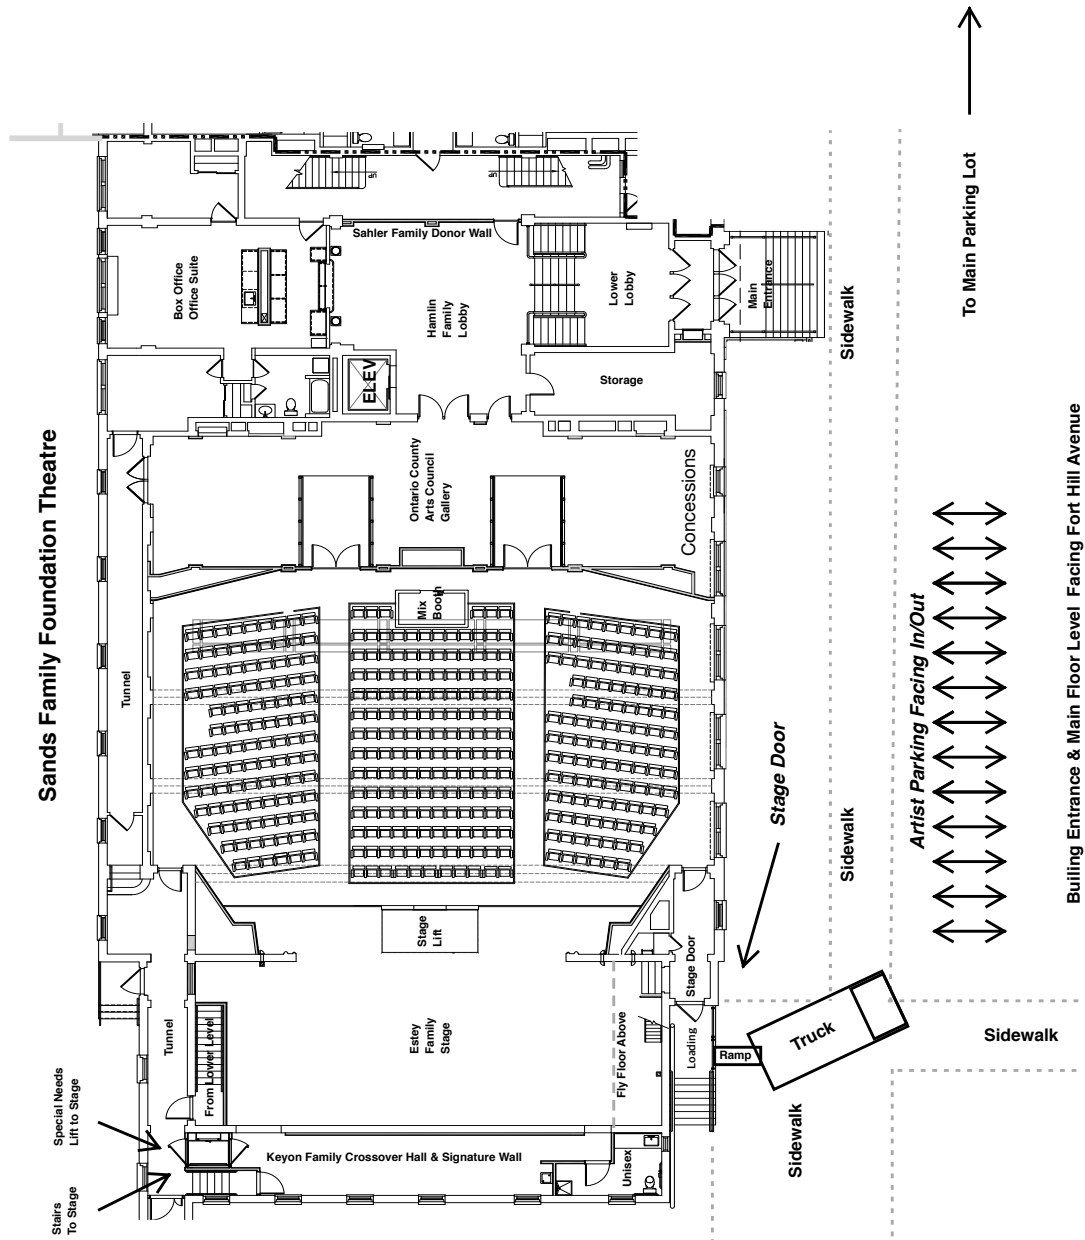 To Main Parking Lot
UP
UP
Sahler Family Donor Wall
Box Office
Office Suite
Hamlin
Family
Lobby
Lower
Lobby
Main
Entrance
Sidewalk
ELEV
Storage
Sands Family Foundation Theatre
Ontario County
Arts Council
Gallery
Concessions
Builing Entrance & Main Floor Level Facing Fort Hill Avenue
Artist Parking Facing In/Out
Mix
Booth
Tunnel
Stage Door
Sidewalk
Stage
Lift
Stage Door
Tunnel
From Lower Level
Estey
Family
Stage
Fly Floor Above
Loading
Ramp
Truck
Sidewalk
Special Needs
Lift to Stage
Sidewalk
Keyon Family Crossover Hall & Signature Wall
Unisex
Stairs
To Stage